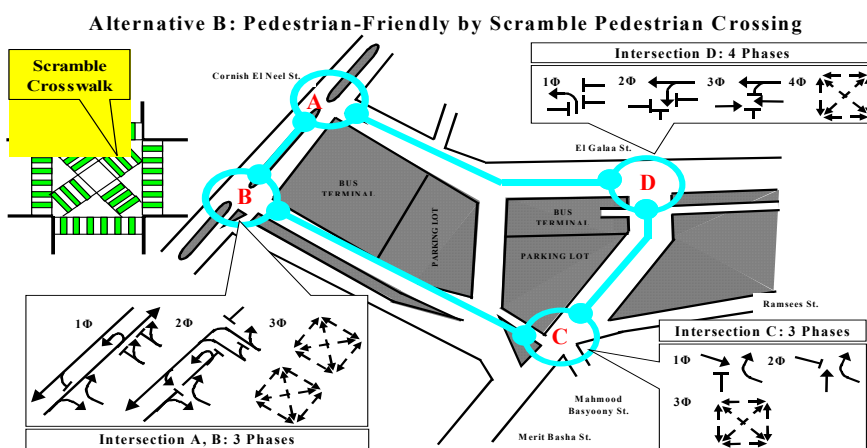 Alternative B: Pedestrian-Friendly by Scramble Pedestrian Crossing
Scramble
Crosswalk
Cornish El Neel St.
A
B
BUS
TERMINAL
PARKING LOT
Intersection D: 4 Phases
1Φ
2Φ
3Φ
4Φ
El Galaa St.
D
BUS
TERMINAL
PARKING LOT
Ramsees St.
C
1Φ
2Φ
3Φ
Intersection A, B: 3 Phases
Intersection C: 3 Phases
1Φ
2Φ
3Φ
Mahmood
Basyoony St.
Merit Basha St.